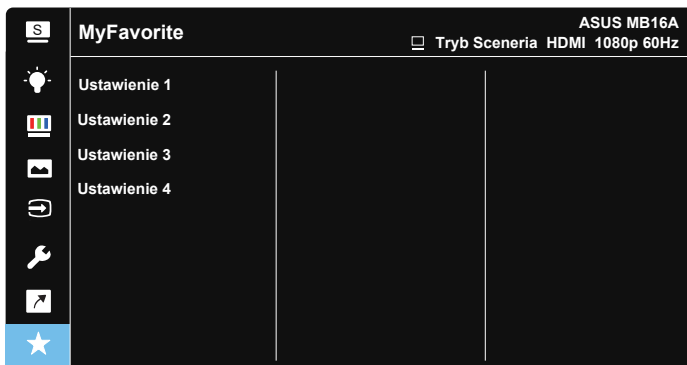 S
MyFavorite
ASUS MB16A
Tryb Sceneria HDMI 1080p 60Hz
Ustawienie 1
Ustawienie 2
Ustawienie 3
Ustawienie 4